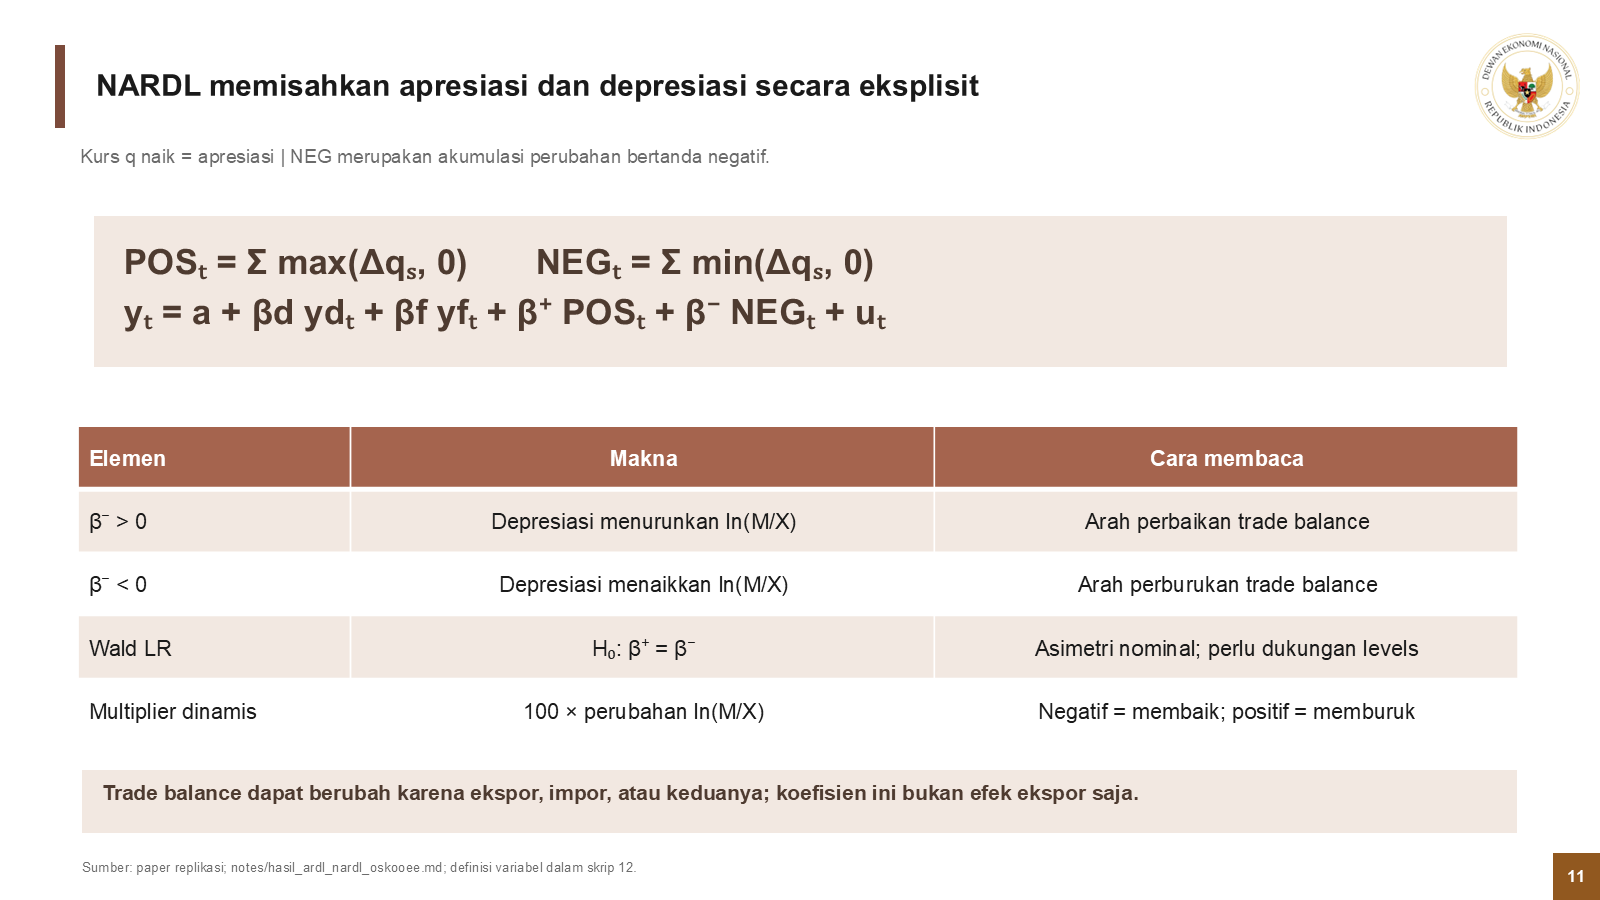 NARDL memisahkan apresiasi dan depresiasi secara eksplisit
DEWAN EKONOMI NASIONAL
REPUBLIK INDONESIA
Kurs q naik = apresiasi | NEG merupakan akumulasi perubahan bertanda negatif.
POSₜ = Σ max(Δqₛ, 0) NEGₜ = Σ min(Δqₛ, 0)
yₜ = a + βd ydₜ + βf yfₜ + β⁺ POSₜ + β⁻ NEGₜ + uₜ
Elemen Makna Cara membaca
β⁻ > 0 Depresiasi menurunkan ln(M/X) Arah perbaikan trade balance
β⁻ < 0 Depresiasi menaikkan ln(M/X) Arah perburukan trade balance
Wald LR H₀: β⁺ = β⁻ Asimetri nominal; perlu dukungan levels
Multiplier dinamis 100 × perubahan ln(M/X) Negatif = membaik; positif = memburuk
Trade balance dapat berubah karena ekspor, impor, atau keduanya; koefisien ini bukan efek ekspor saja.
Sumber: paper replikasi; notes/hasil_ardl_nardl_oskooee.md; definisi variabel dalam skrip 12.
11